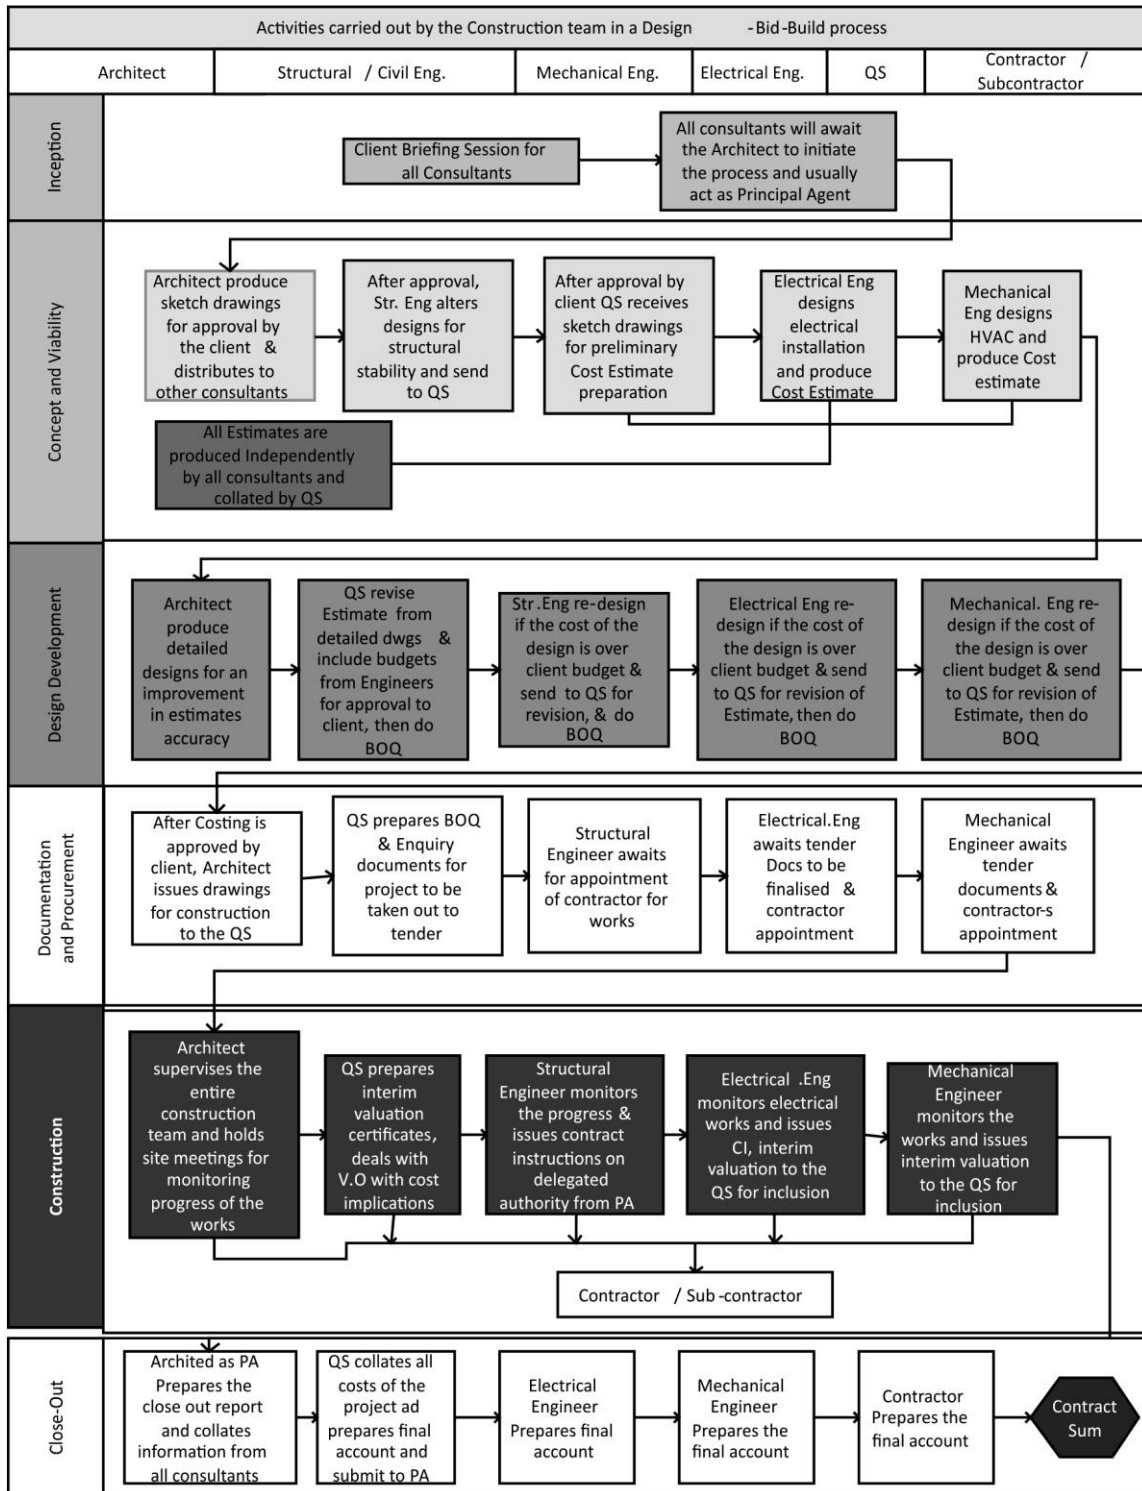 Activities carried out by the Construction team in a Design -Bid-Build process
Architect
Structural / Civil Eng.
Mechanical Eng.
Electrical Eng.
QS
Contractor /
Subcontractor
Inception
Client Briefing Session for
all Consultants
All consultants will await
the Architect to initiate
the process and usually
act as Principal Agent
Concept and Viability
Architect produce
sketch drawings
for approval by
the client & 
distributes to
other consultants
After approval,
Str. Eng alters
designs for
structural
stability and send
to QS
After approval by
client QS receives
sketch drawings
for preliminary
Cost Estimate
preparation
Electrical Eng
designs
electrical
installation
and produce
Cost Estimate
Mechanical
Eng designs
HVAC and
produce Cost
estimate
All Estimates are
produced Independently
by all consultants and
collated by QS
Design Development
Architect
produce
detailed
designs for an
improvement
in estimates
accuracy
QS revise
Estimate from
detailed dwgs &
include budgets
from Engineers
for approval to
client, then do
BOQ
Str .Eng re-design
if the cost of the
design is over
client budget &
send to QS for
revision, & do
BOQ
Electrical Eng re-
design if the cost of
the design is over
client budget & send
to QS for revision of
Estimate, then do
BOQ
Mechanical. Eng re-
design if the cost of
the design is over
client budget & send
to QS for revision of
Estimate, then do
BOQ
Documentation
and Procurement
After Costing is
approved by
client, Architect
issues drawings
for construction
to the QS
QS prepares BOQ
& Enquiry
documents for
project to be
taken out to
tender
Structural
Engineer awaits
for appointment
of contractor for
works
Electrical.Eng
awaits tender
Docs to be
finalised &
contractor
appointment
Mechanical
Engineer awaits
tender
documents &
contractor-s
appointment
Construction
Architect
supervises the
entire
construction
team and holds
site meetings for
monitoring
progress of the
works
QS prepares
interim
valuation
certificates,
deals with
V.O with cost
implications
Structural
Engineer monitors
the progress &
issues contract
instructions on
delegated
authority from PA
Electrical .Eng
monitors electrical
works and issues
CI, interim
valuation to the
QS for inclusion
Mechanical
Engineer
monitors the
works and issues
interim valuation
to the QS for
inclusion
Contractor / Sub-contractor
Close-Out
Archited as PA
Prepares the
close out report
and collates
information from
all consultants
QS collates all
costs of the
project ad
prepares final
account and
submit to PA
Electrical
Engineer
Prepares final
account
Mechanical
Engineer
Prepares the
final account
Contractor
Prepares the
final account
Contract
Sum